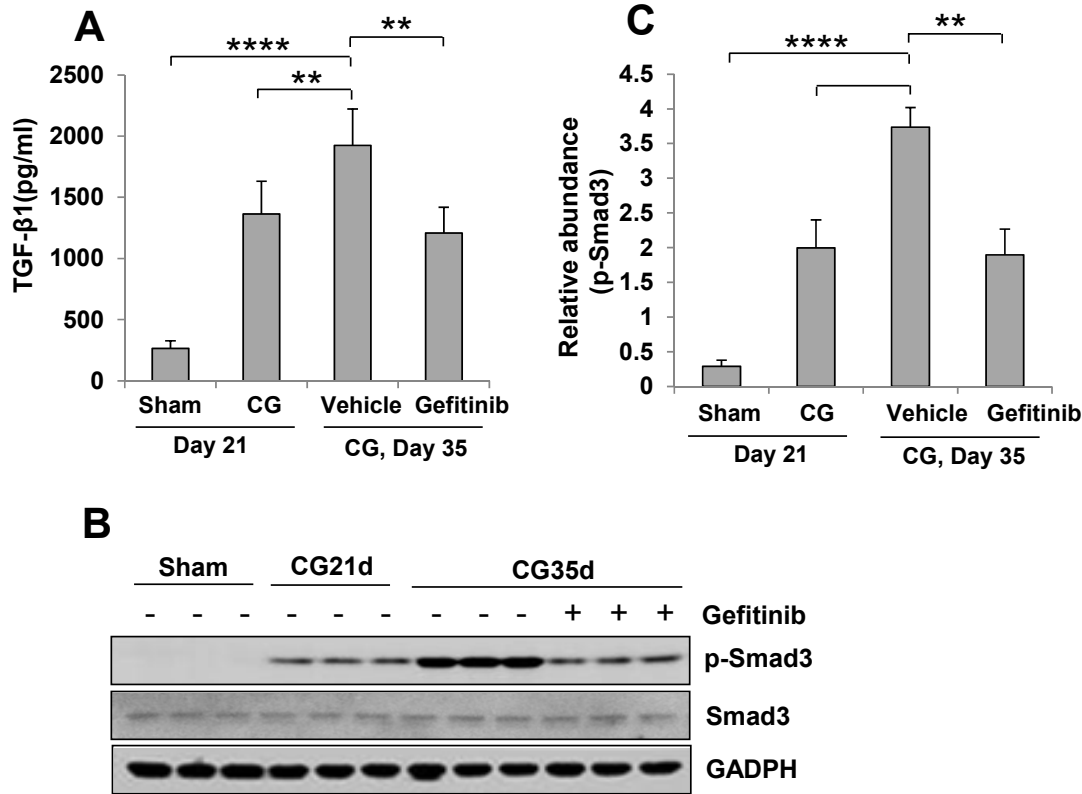 A
****
**
**
2500
2000
1500
1000
500
0
TGF-β1(pg/ml)
Sham CG Vehicle Gefitinib
Day 21 CG, Day 35
C
****
**
4.5
4
3.5
3
2.5
2
1.5
1
0.5
0
Relative abundance
(p-Smad3)
Sham CG Vehicle Gefitinib
Day 21 CG, Day 35
B
Sham CG21d CG35d
- - - - - - - - - + + + Gefitinib
p-Smad3
Smad3
GADPH